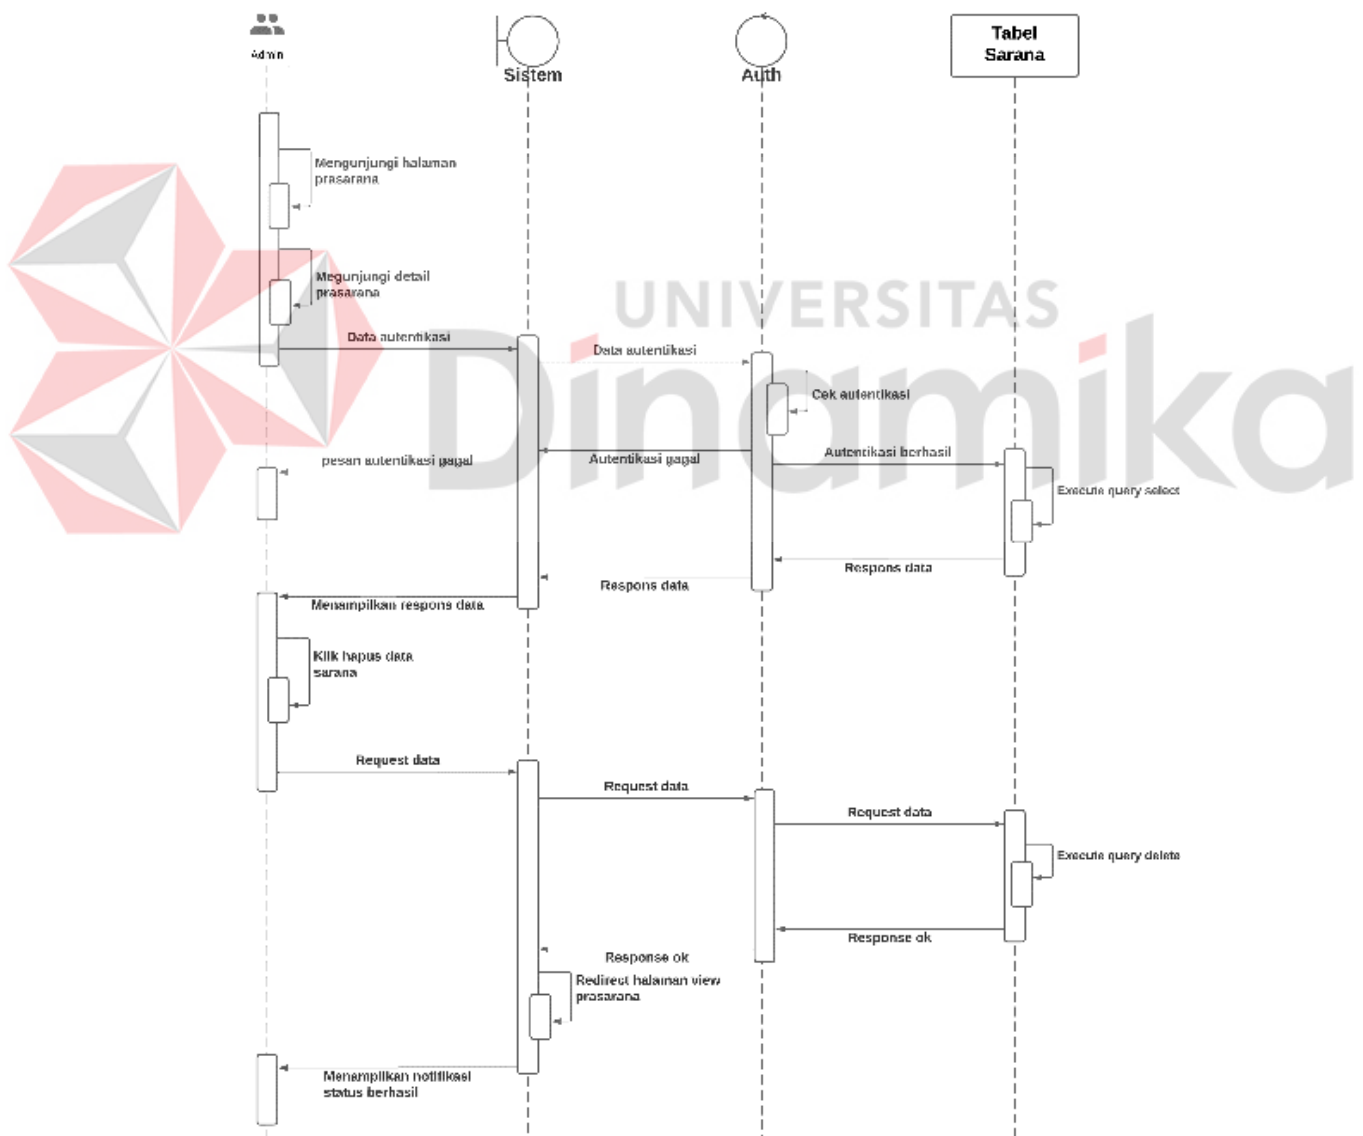 Admin
Sistem
Auth
Tabel
Sarana
Mengunjungi halaman
prasarana
Megunjungi detail
prasarana
UNIVERSITAS
Dinamika
Data autentikasi
Data autentikasi
Cek autentikasi
pesan autentikasi gagal
Autentikasi gagal
Autentikasi berhasil
Execute query select
Respons data
Respons data
Menampilkan respons data
Klik hapus data
sarana
Request data
Request data
Request data
Execute query delete
Response ok
Response ok
Redirect halaman view
prasarana
Menampilkan notifikasi
status berhasil